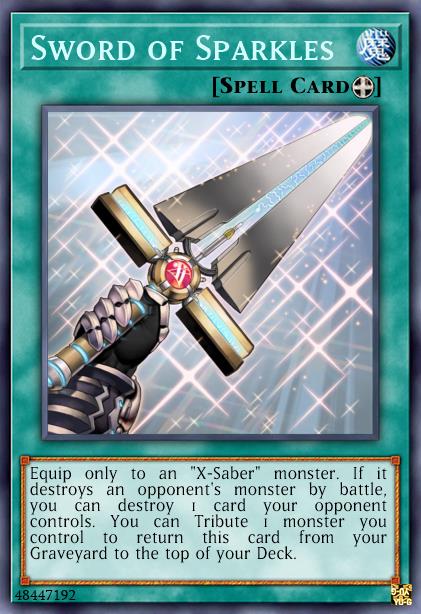 Sword of Sparkles
[Spell Card]
Equip only to an "X-Saber" monster. If it
destroys an opponent's monster by battle,
you can destroy 1 card your opponent
controls. You can Tribute 1 monster you
control to return this card from your
Graveyard to the top of your Deck.
48447192